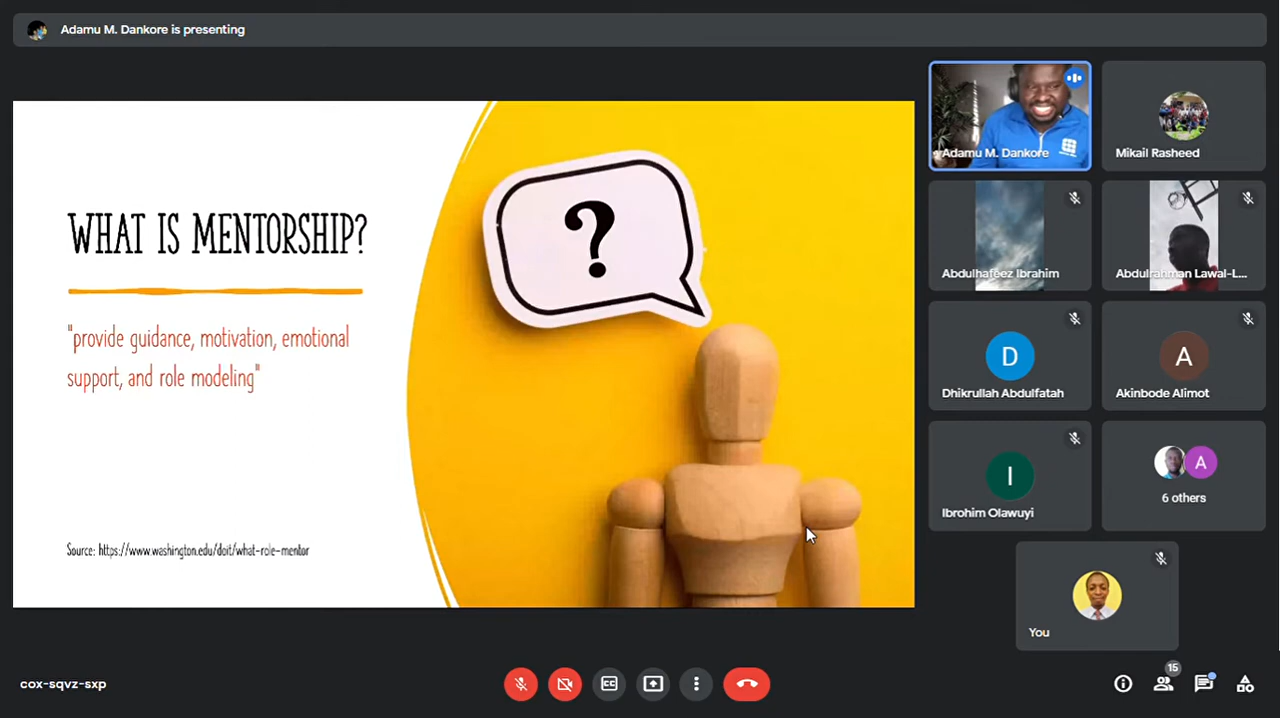 Adamu M. Dankore is presenting
WHAT IS MENTORSHIP?
"provide guidance, motivation, emotional
support, and role modeling"
Source: https://www.washington.edu/doit/what-role-mentor
?
Adamu M. Dankore
Mikail Rasheed
Abdulhafeez Ibrahim
Abdulrahman Lawal-L...
D
Dhikrullah Abdulfatah
A
Akinbode Alimot
I
Ibrohim Olawuyi
A
6 others
You
cox-sqvz-sxp
CC
15